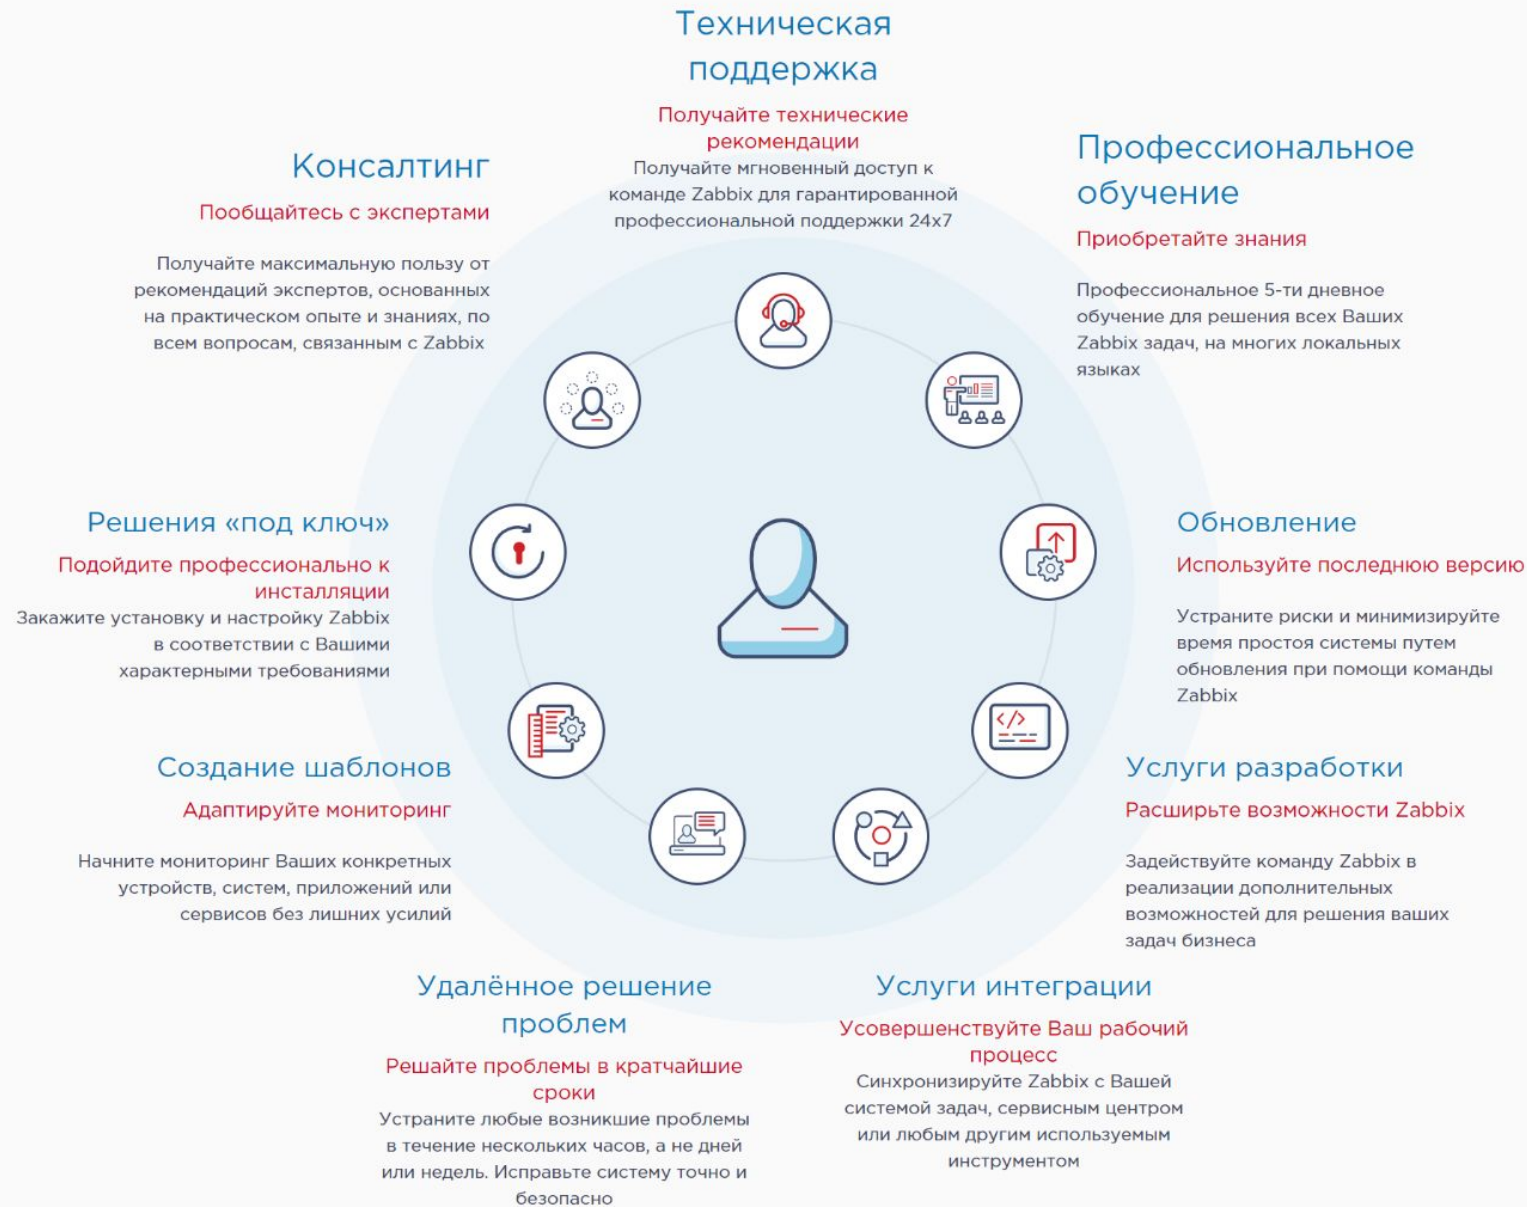 Техническая
поддержка
Получайте технические
рекомендации
Получайте мгновенный доступ к
команде Zabbix для гарантированной
профессиональной поддержки 24x7
Консалтинг
Пообщайтесь с экспертами
Получайте максимальную пользу от
рекомендаций экспертов, основанных
на практическом опыте и знаниях, по
всем вопросам, связанным с Zabbix
Профессиональное
обучение
Приобретайте знания
Профессиональное 5-ти дневное
обучение для решения всех Ваших
Zabbix задач, на многих локальных
языках
Решения «под ключ»
Подойдите профессионально к
инсталляции
Закажите установку и настройку Zabbix
в соответствии с Вашими
характерными требованиями
Обновление
Используйте последнюю версию
Устраните риски и минимизируйте
время простоя системы путем
обновления при помощи команды
Zabbix
Создание шаблонов
Адаптируйте мониторинг
Начните мониторинг Ваших конкретных
устройств, систем, приложений или
сервисов без лишних усилий
Услуги разработки
Расширьте возможности Zabbix
Задействуйте команду Zabbix в
реализации дополнительных
возможностей для решения ваших
задач бизнеса
Удалённое решение
проблем
Решайте проблемы в кратчайшие
сроки
Устраните любые возникшие проблемы
в течение нескольких часов, а не дней
или недель. Исправьте систему точно и
безопасно
Услуги интеграции
Усовершенствуйте Ваш рабочий
процесс
Синхронизируйте Zabbix с Вашей
системой задач, сервисным центром
или любым другим используемым
инструментом